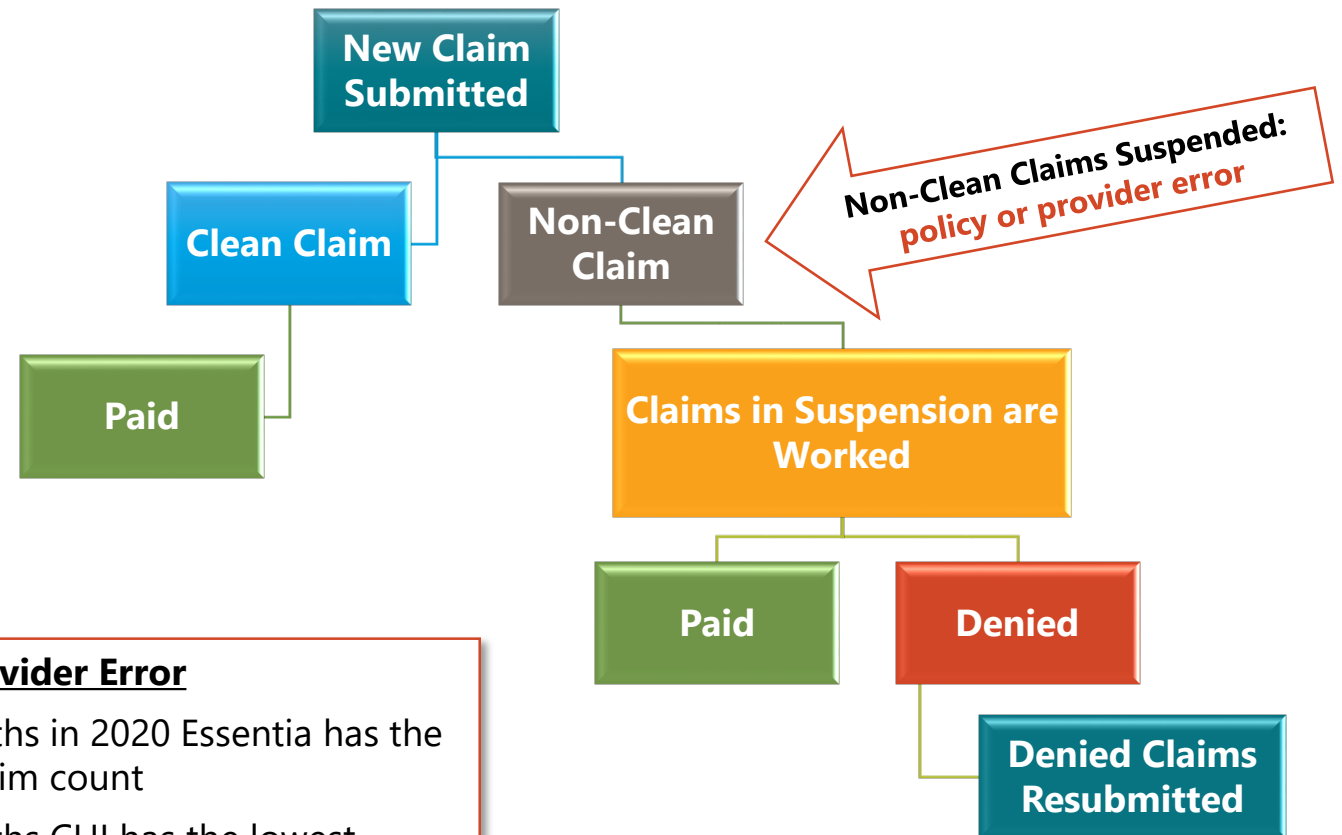 New Claim
Submitted
Non-Clean Claims Suspended:
policy or provider error
Clean Claim
Non-Clean
Claim
Paid
Claims in Suspension are
Worked
Paid
Denied
Denied Claims
Resubmitted
vider Error
ths in 2020 Essentia has the
im count